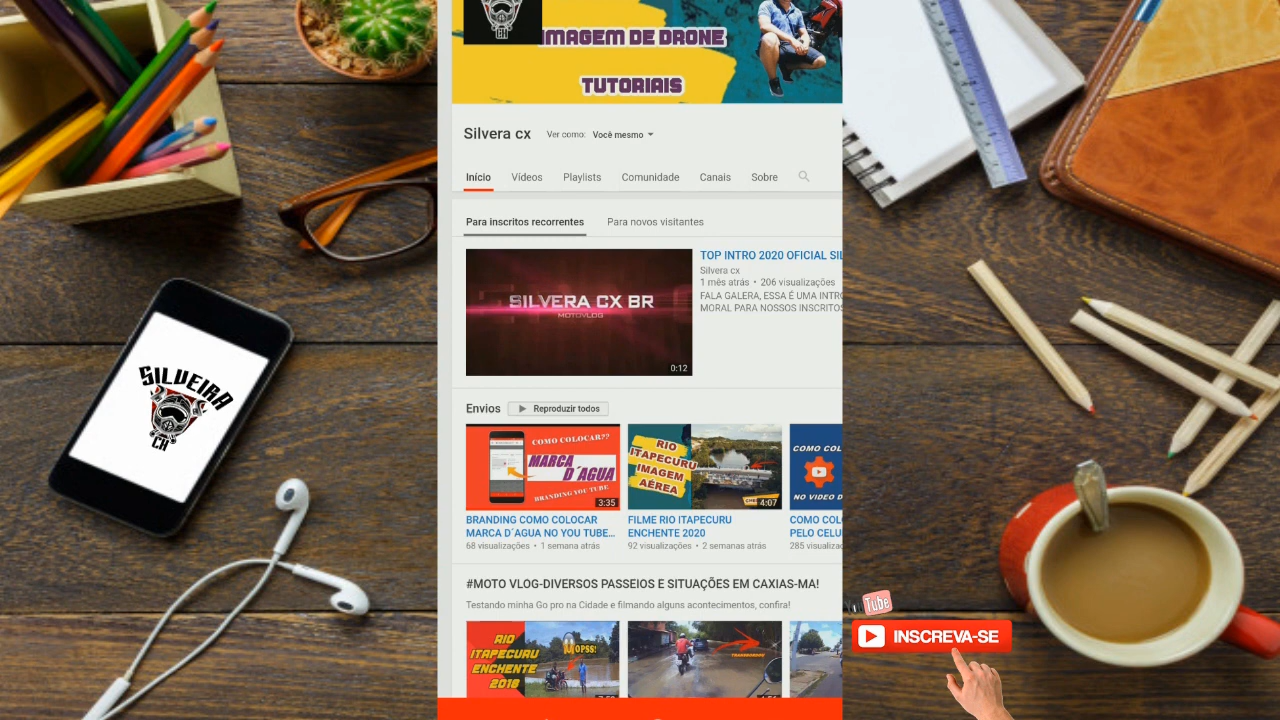 CX
IMAGEM DE DRONE
TUTORIAIS
Silvera cx
Ver como: Você mesmo
Início Vídeos Playlists Comunidade Canais Sobre
Para inscritos recorrentes Para novos visitantes
SILVERA CX BR
MOTOVLOG
0:12
TOP INTRO 2020 OFICIAL SIL
Silvera cx
1 mês atrás • 206 visualizações
FALA GALERA, ESSA É UMA INTRO
MORAL PARA NOSSOS INSCRITOS
Envios Reproduzir todos
COMO COLOCAR??
MARCA
D´AGUA
BRANDING YOU TUBE
3:35
RIO
ITAPECURU
IMAGEM
AÉREA
4:07
COMO COL
NO VIDEO D
BRANDING COMO COLOCAR
MARCA D´AGUA NO YOU TUBE...
68 visualizações • 1 semana atrás
FILME RIO ITAPECURU
ENCHENTE 2020
92 visualizações • 2 semanas atrás
COMO COLO
PELO CELU
285 visualizac
#MOTO VLOG-DIVERSOS PASSEIOS E SITUAÇÕES EM CAXIAS-MA!
Testando minha Go pro na Cidade e filmando alguns acontecimentos, confira!
RIO
ITAPECURU
ENCHENTE
2018
MOPSS!
SILVEIRA
CX
Tube
INSCREVA-SE